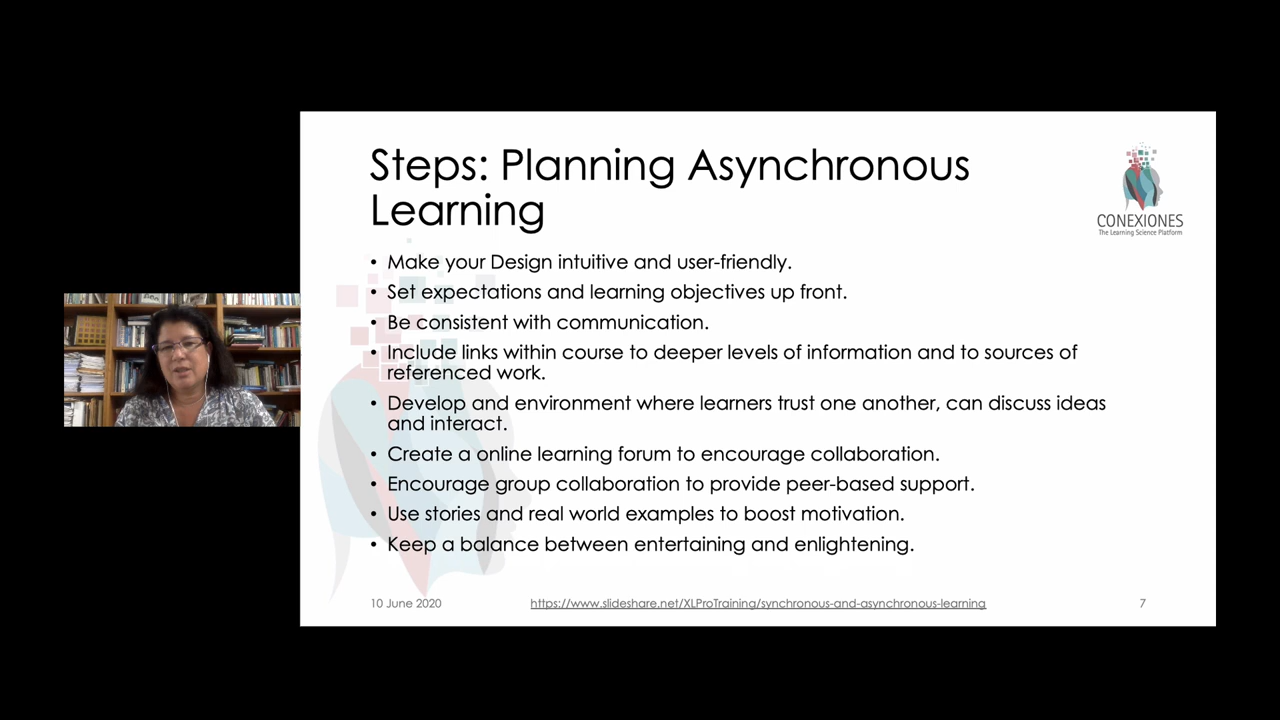 Steps: Planning Asynchronous
Learning
CONEXIONES
The Learning Science Platform
• Make your Design intuitive and user-friendly.
• Set expectations and learning objectives up front.
• Be consistent with communication.
• Include links within course to deeper levels of information and to sources of
referenced work.
• Develop and environment where learners trust one another, can discuss ideas
and interact.
• Create a online learning forum to encourage collaboration.
• Encourage group collaboration to provide peer-based support.
• Use stories and real world examples to boost motivation.
• Keep a balance between entertaining and enlightening.
10 June 2020
https://www.slideshare.net/XLProTraining/synchronous-and-asynchronous-learning
7